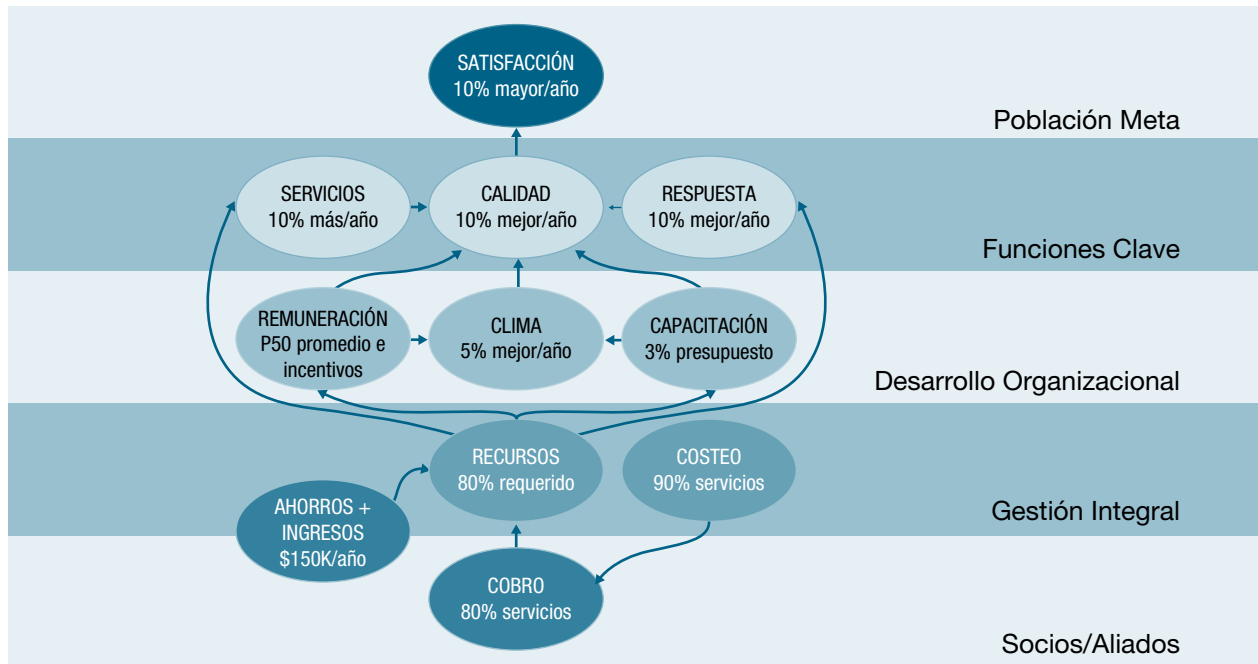 SATISFACCIÓN
10% mayor/año
Población Meta
SERVICIOS
10% más/año
CALIDAD
10% mejor/año
RESPUESTA
10% mejor/año
Funciones Clave
REMUNERACIÓN
P50 promedio e
incentivos
CLIMA
5% mejor/año
CAPACITACIÓN
3% presupuesto
Desarrollo Organizacional
RECURSOS
80% requerido
COSTEO
90% servicios
AHORROS +
INGRESOS
$150K/año
Gestión Integral
COBRO
80% servicios
Socios/Aliados